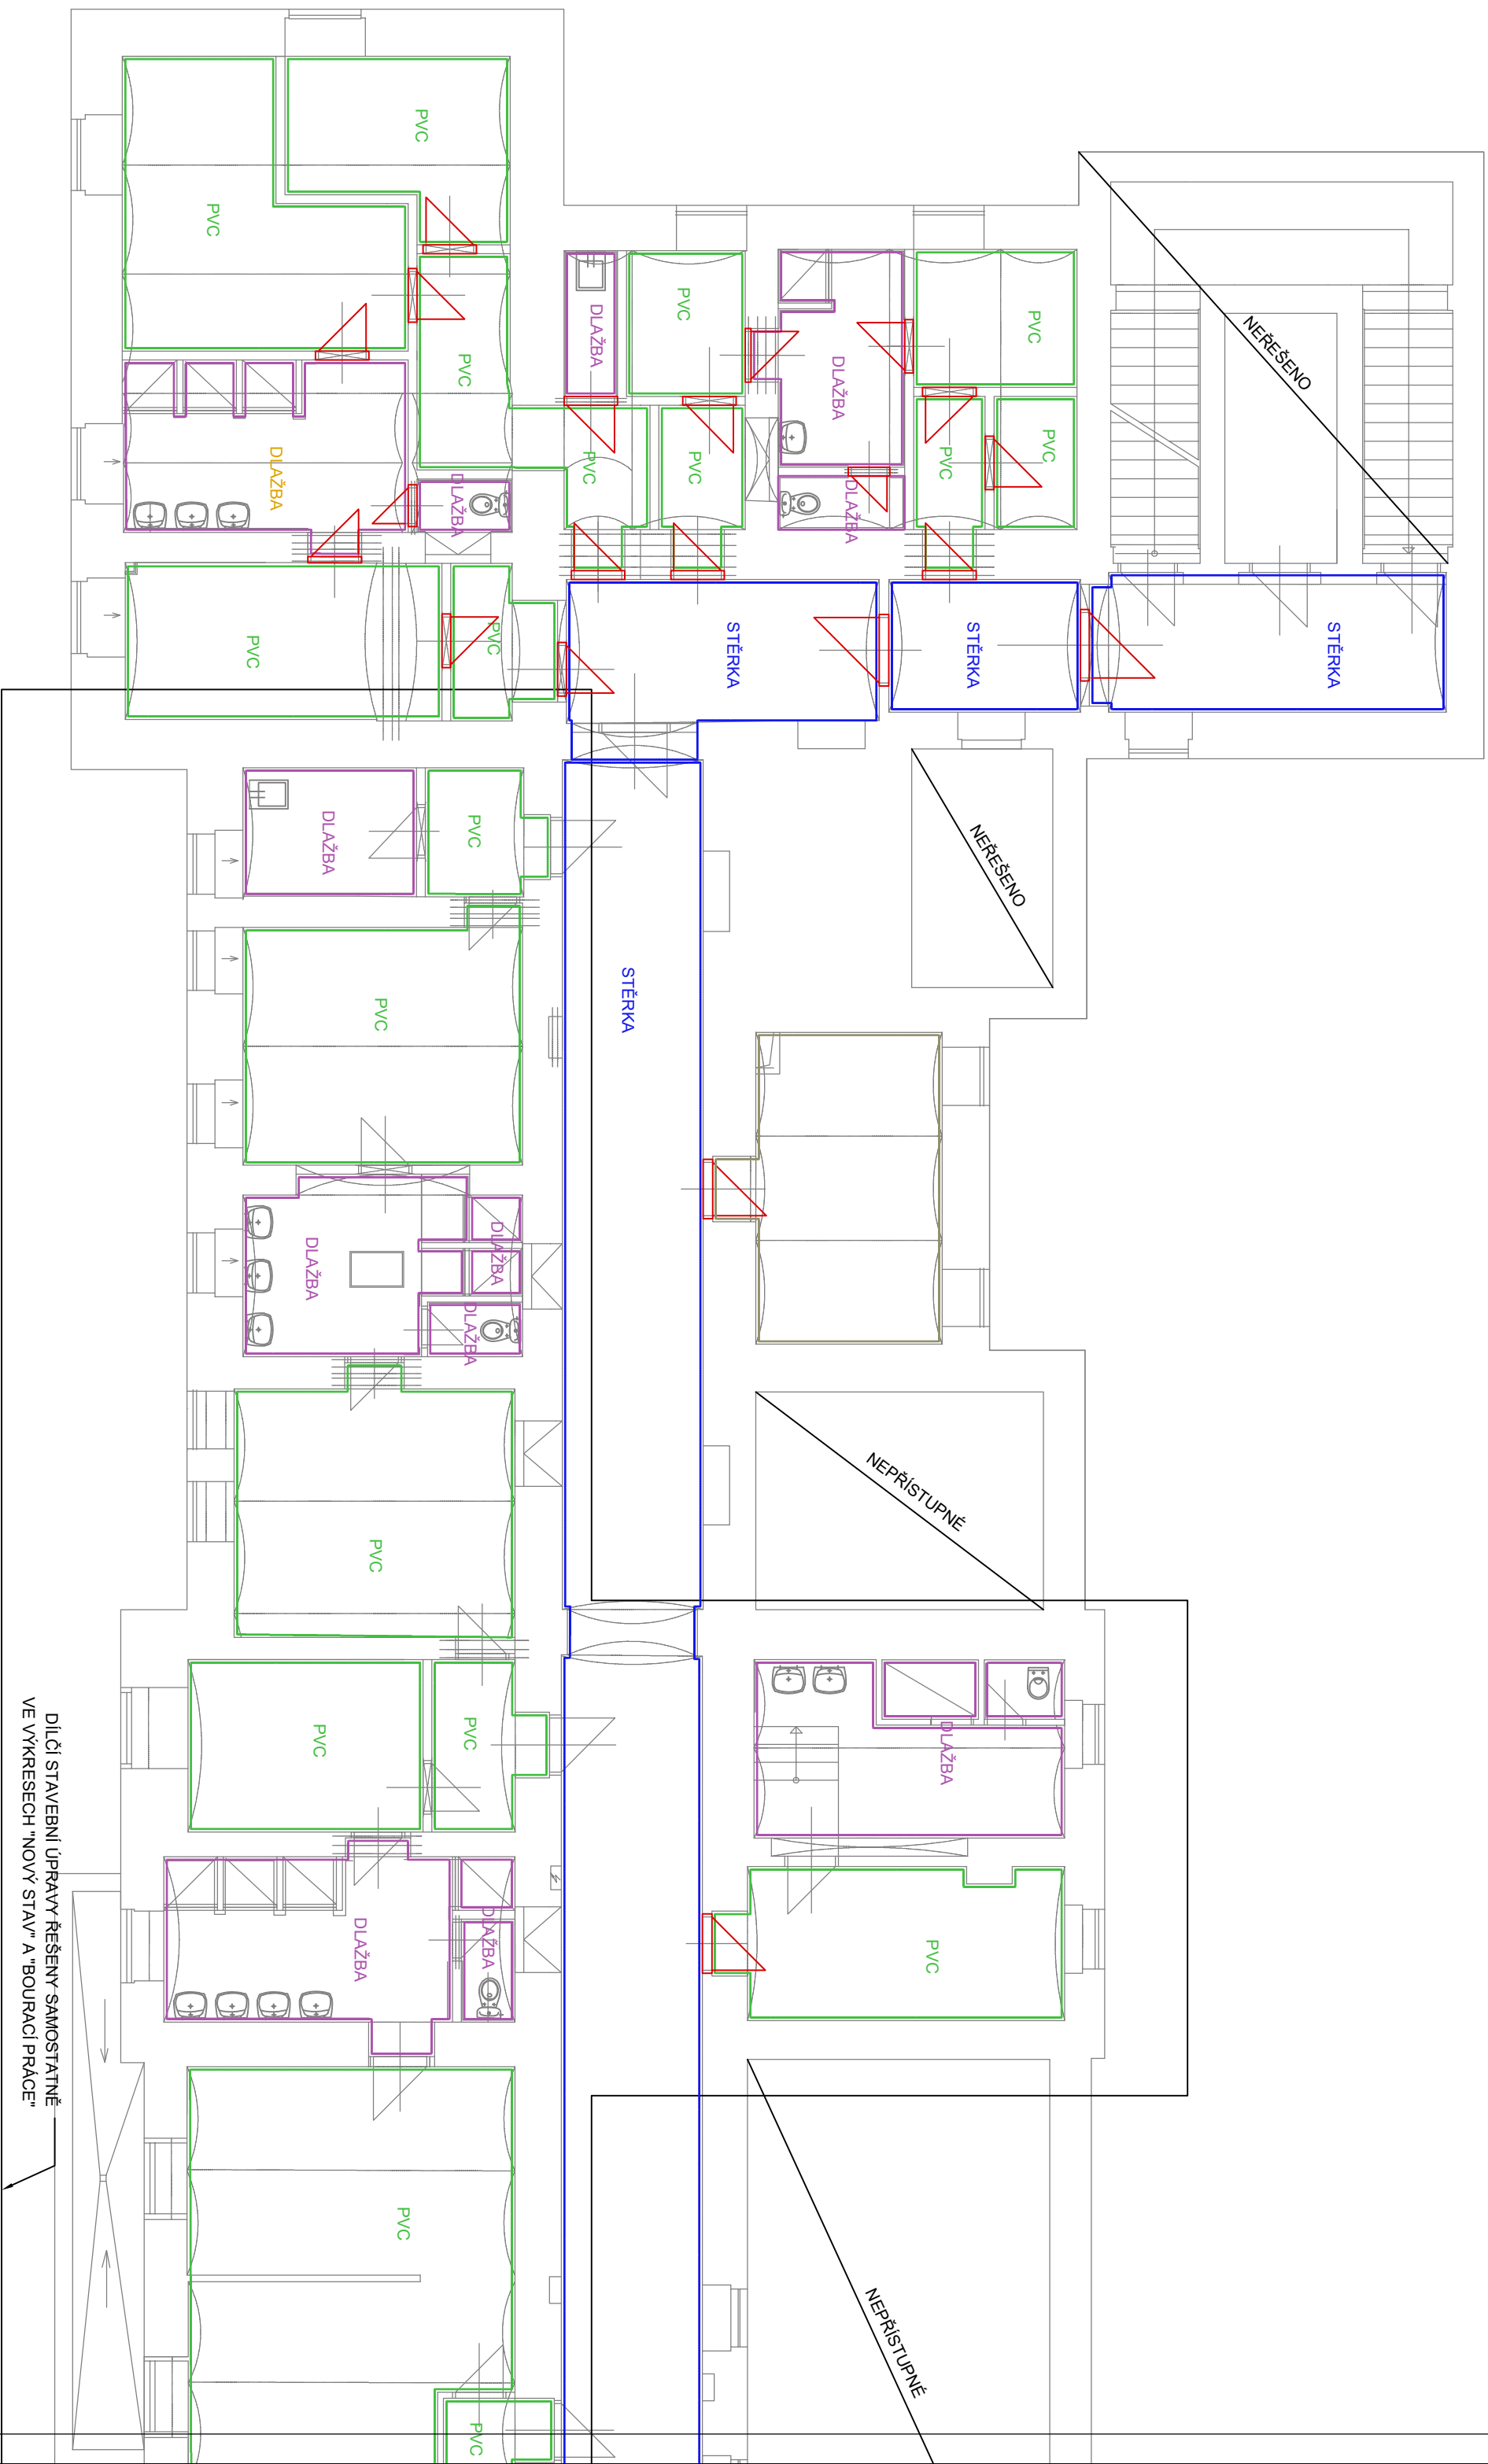 PVC
PVC
PVC
DLAŽBA
DLAŽBA
PVC
PVC
DLAŽBA
PVC
PVC
PVC
DLAŽBA
DLAŽBA
PVC
PVC
PVC
NEŘEŠENO
STĚRKA
STĚRKA
STĚRKA
NEŘEŠENO
DLAŽBA
PVC
STĚRKA
PVC
DLAŽBA
DLAŽBA
DLAŽBA
PVC
NEPŘÍSTUPNÉ
PVC
PVC
DLAŽBA
DLAŽBA
DLAŽBA
PVC
PVC
PVC
NEPŘÍSTUPNÉ
DÍLČÍ STAVEBNÍ ÚPRAVY ŘEŠENY SAMOSTATNĚ
VE VÝKRESECH "NOVÝ STAV" A "BOURACÍ PRÁCE"